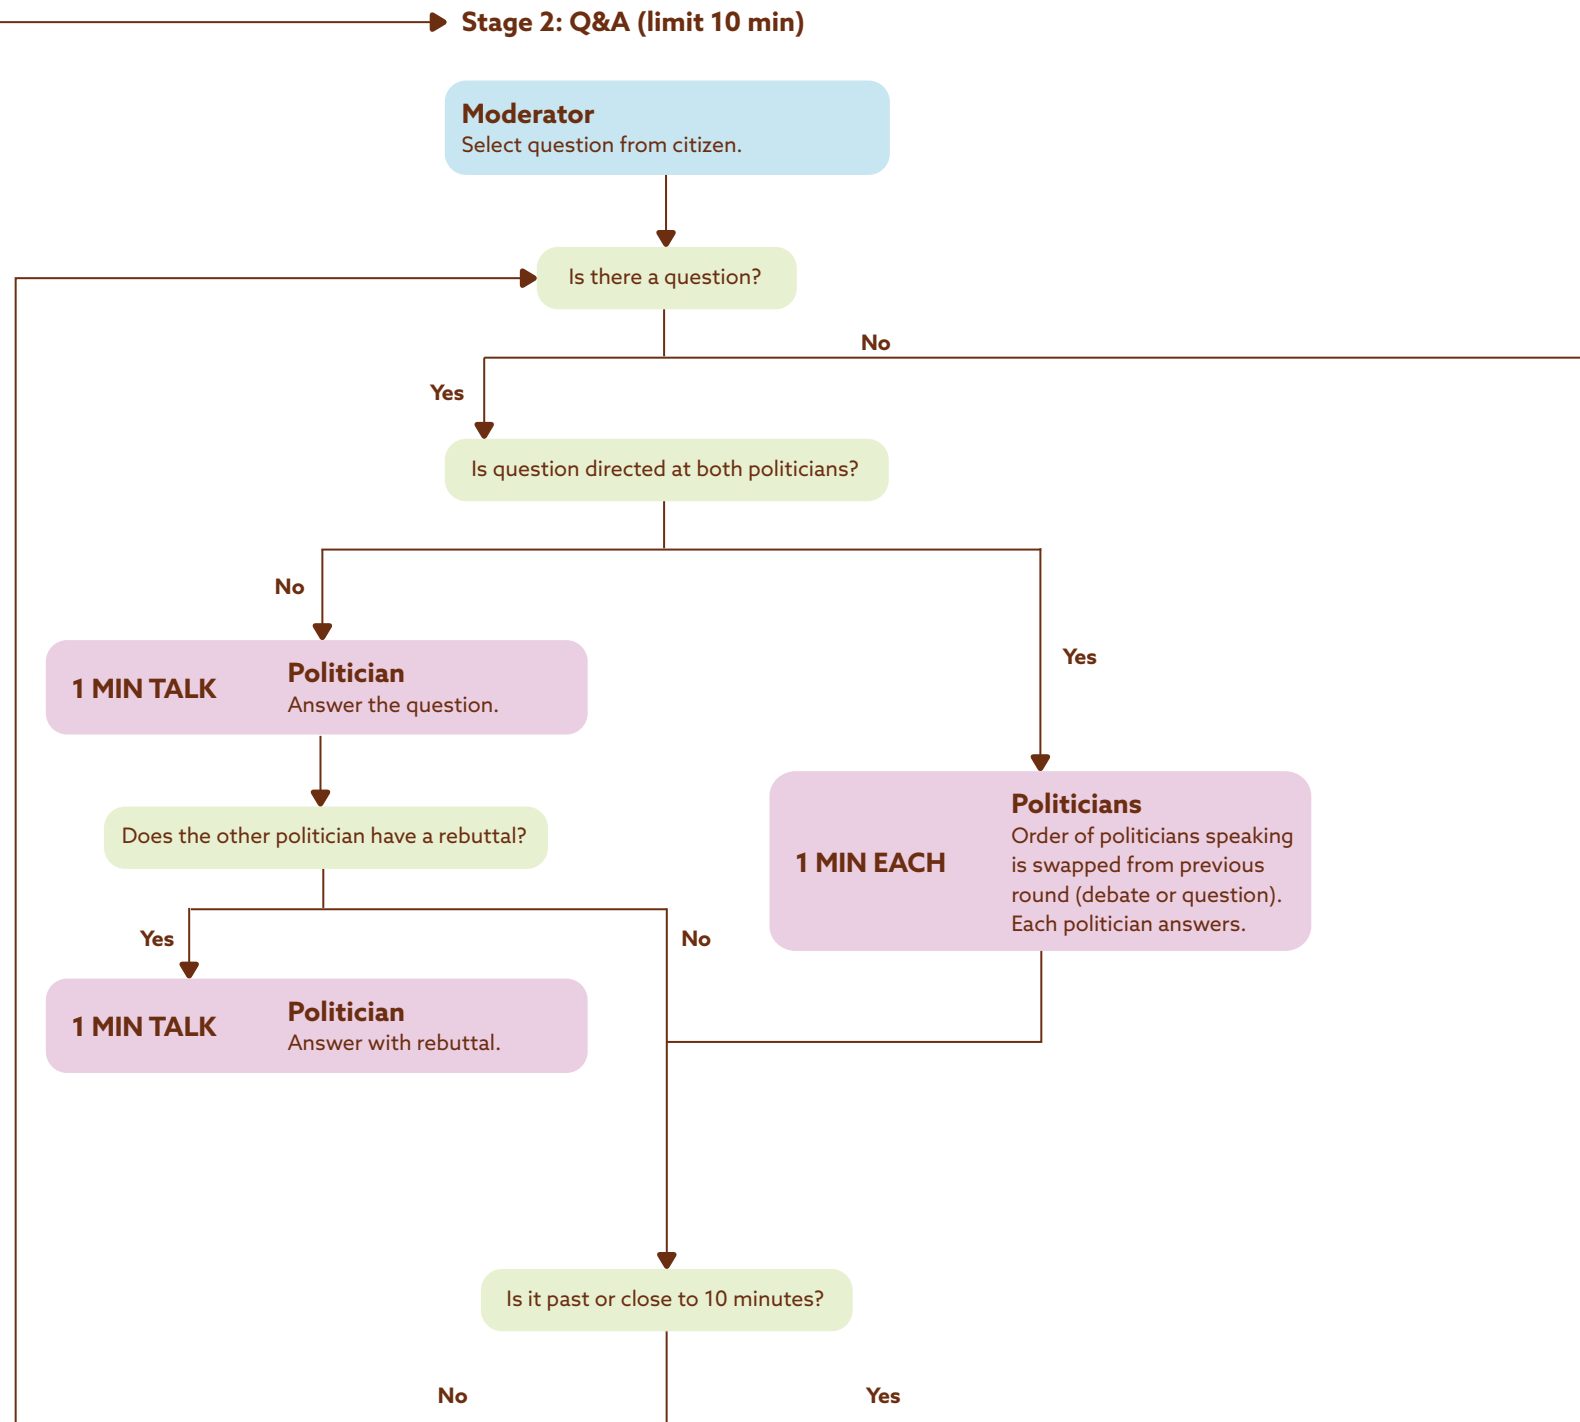 Stage 2: Q&A (limit 10 min)
Moderator
Select question from citizen.
Is there a question?
No
Yes
Is question directed at both politicians?
No
Yes
1 MIN TALK
Politician
Answer the question.
Does the other politician have a rebuttal?
1 MIN EACH
Politicians
Order of politicians speaking
is swapped from previous
round (debate or question).
Each politician answers.
Yes
No
1 MIN TALK
Politician
Answer with rebuttal.
Is it past or close to 10 minutes?
No
Yes